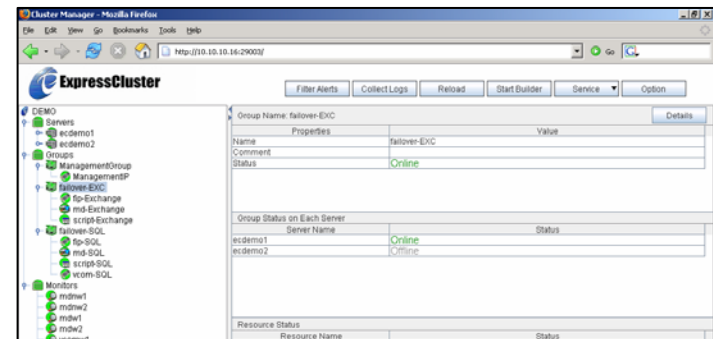 Cluster Manager - Mozilla Firefox
File Edit View Go Bookmarks Tools Help
http://10.10.10.16:29003/
Go
ExpressCluster
Filter Alerts Collect Logs Reload Start Builder Service Option
DEMO
Servers
ecdemo1
ecdemo2
Groups
ManagementGroup
ManagementIP
failover-EXC
fip-Exchange
md-Exchange
script-Exchange
failover-SQL
fip-SQL
md-SQL
script-SQL
vcom-SQL
Monitors
mdnw1
mdnw2
mdw1
mdw2
Group Name: failover-EXC Details
Properties Value
Name failover-EXC
Comment
Status Online
Group Status on Each Server
Server Name Status
ecdemo1 Online
ecdemo2 Offline
Resource Status
Resource Name Status